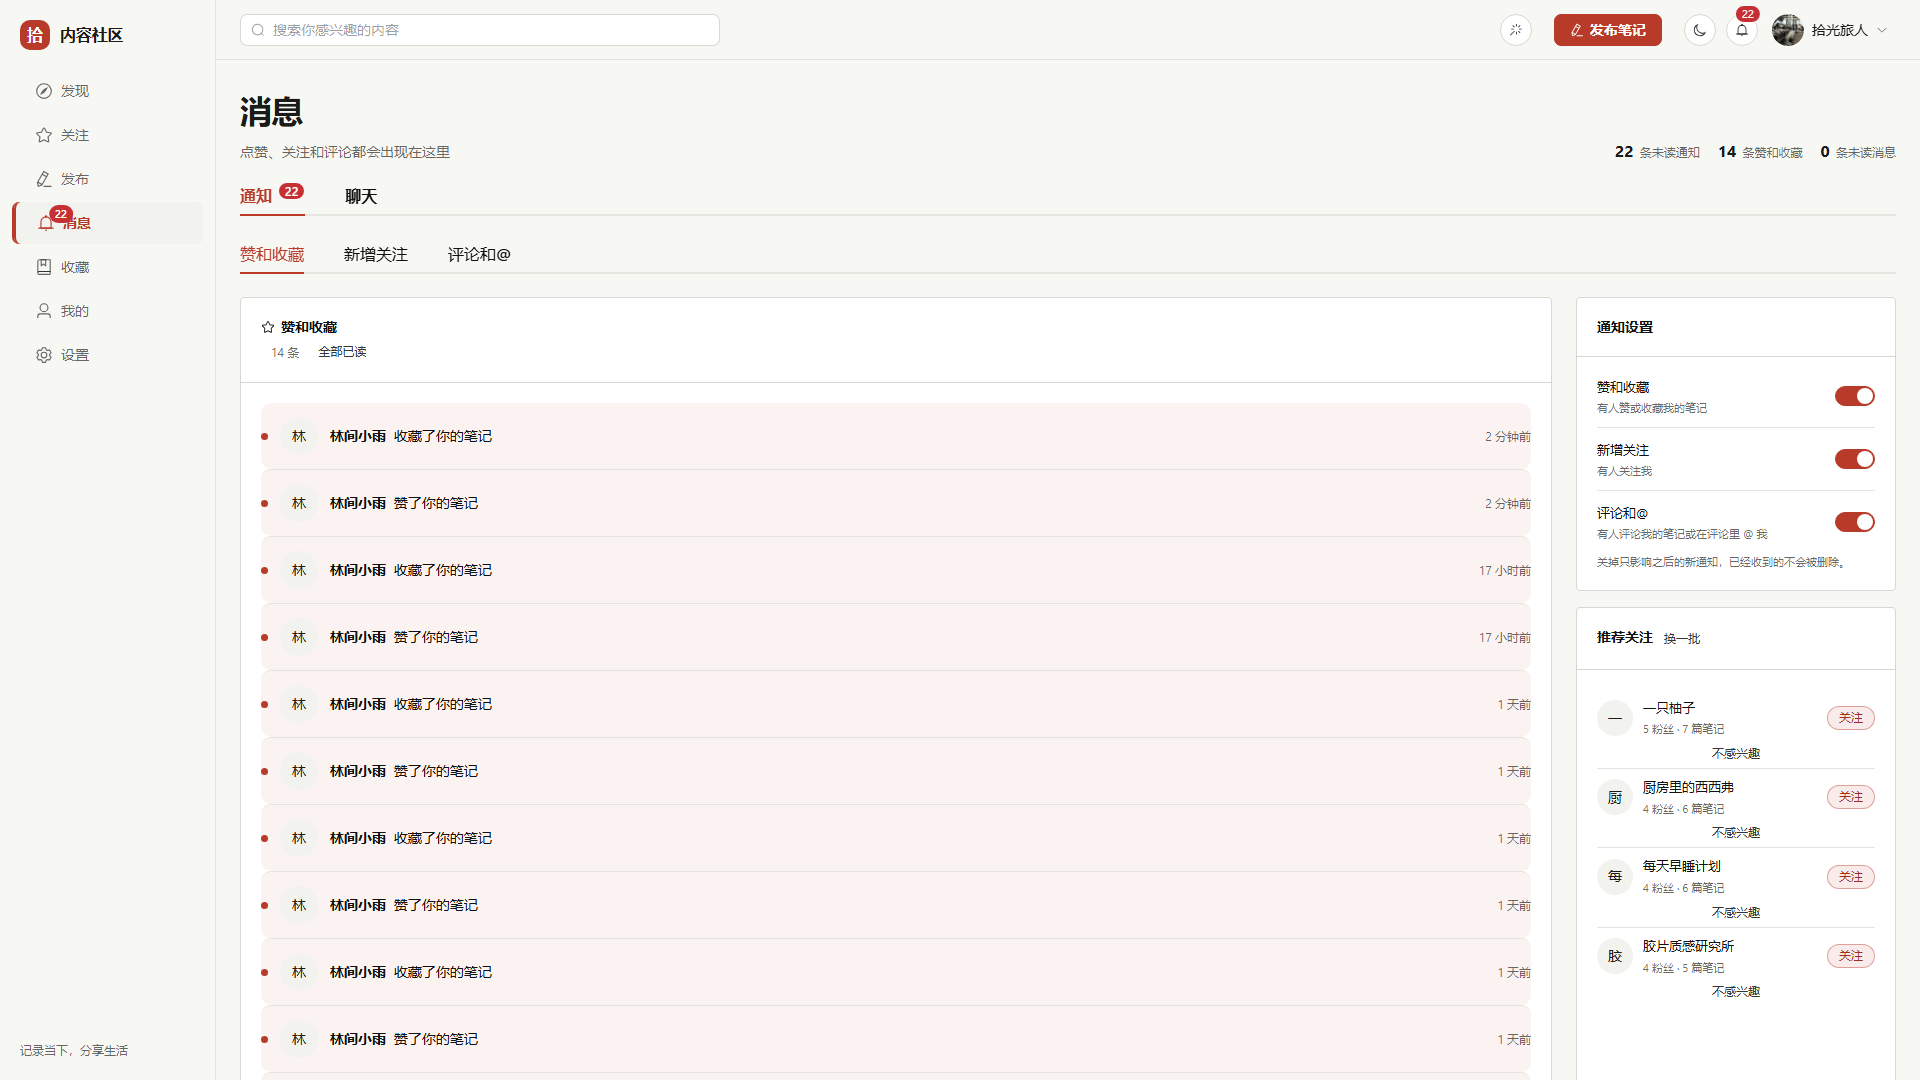 拾 内容社区
搜索你感兴趣的内容
发布笔记
22
拾光旅人
发现
关注
发布
22
消息
收藏
我的
设置
记录当下，分享生活
消息
点赞、关注和评论都会出现在这里
22 条未读通知 14 条赞和收藏 0 条未读消息
通知 22 聊天
赞和收藏 新增关注 评论和@
赞和收藏
14 条 全部已读
林 林间小雨 收藏了你的笔记 2 分钟前
林 林间小雨 赞了你的笔记 2 分钟前
林 林间小雨 收藏了你的笔记 17 小时前
林 林间小雨 赞了你的笔记 17 小时前
林 林间小雨 收藏了你的笔记 1 天前
林 林间小雨 赞了你的笔记 1 天前
林 林间小雨 收藏了你的笔记 1 天前
林 林间小雨 赞了你的笔记 1 天前
林 林间小雨 收藏了你的笔记 1 天前
林 林间小雨 赞了你的笔记 1 天前
通知设置
赞和收藏
有人赞或收藏我的笔记
新增关注
有人关注我
评论和@
有人评论我的笔记或在评论里 @ 我
关掉只影响之后的新通知，已经收到的不会被删除。
推荐关注 换一批
一 一只柚子 关注
5 粉丝 · 7 篇笔记
不感兴趣
厨 厨房里的西西弗 关注
4 粉丝 · 6 篇笔记
不感兴趣
每 每天早睡计划 关注
4 粉丝 · 6 篇笔记
不感兴趣
胶 胶片质感研究所 关注
4 粉丝 · 5 篇笔记
不感兴趣